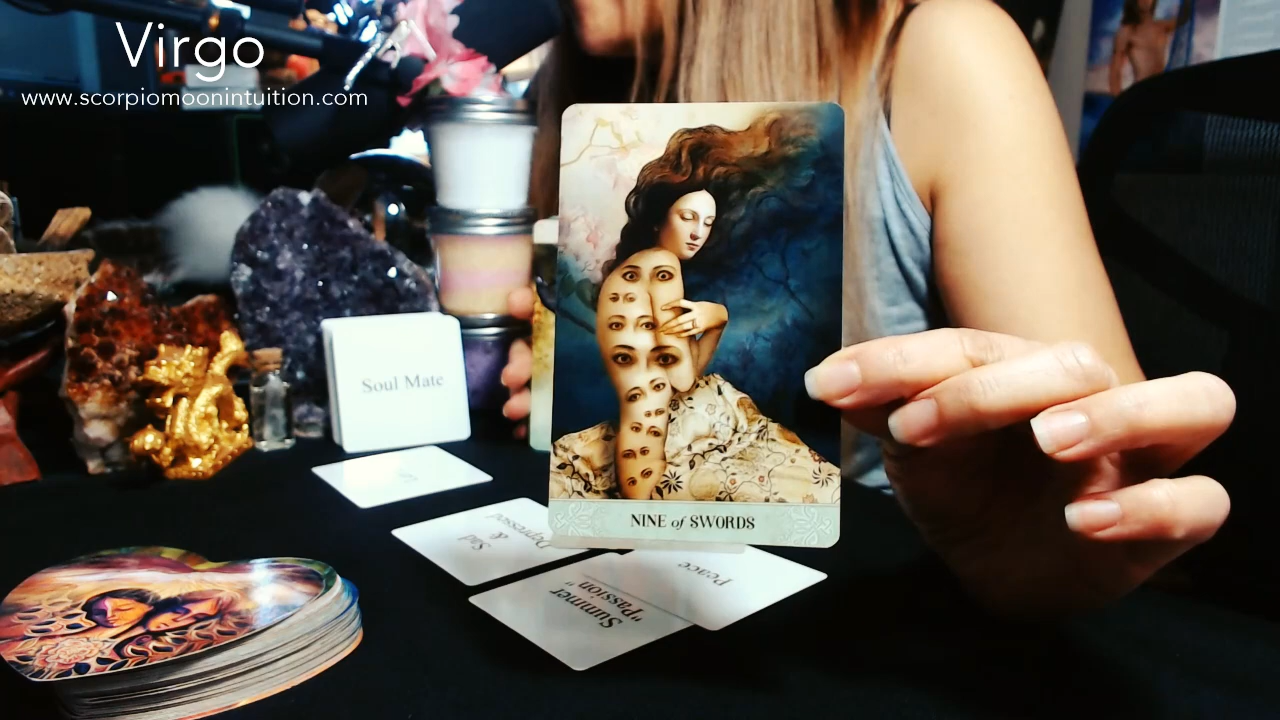 Virgo
www.scorpiomoonintuition.com
Soul Mate
Sad
&
Depressed
Peace
Summer
"Passion"
NINE of SWORDS